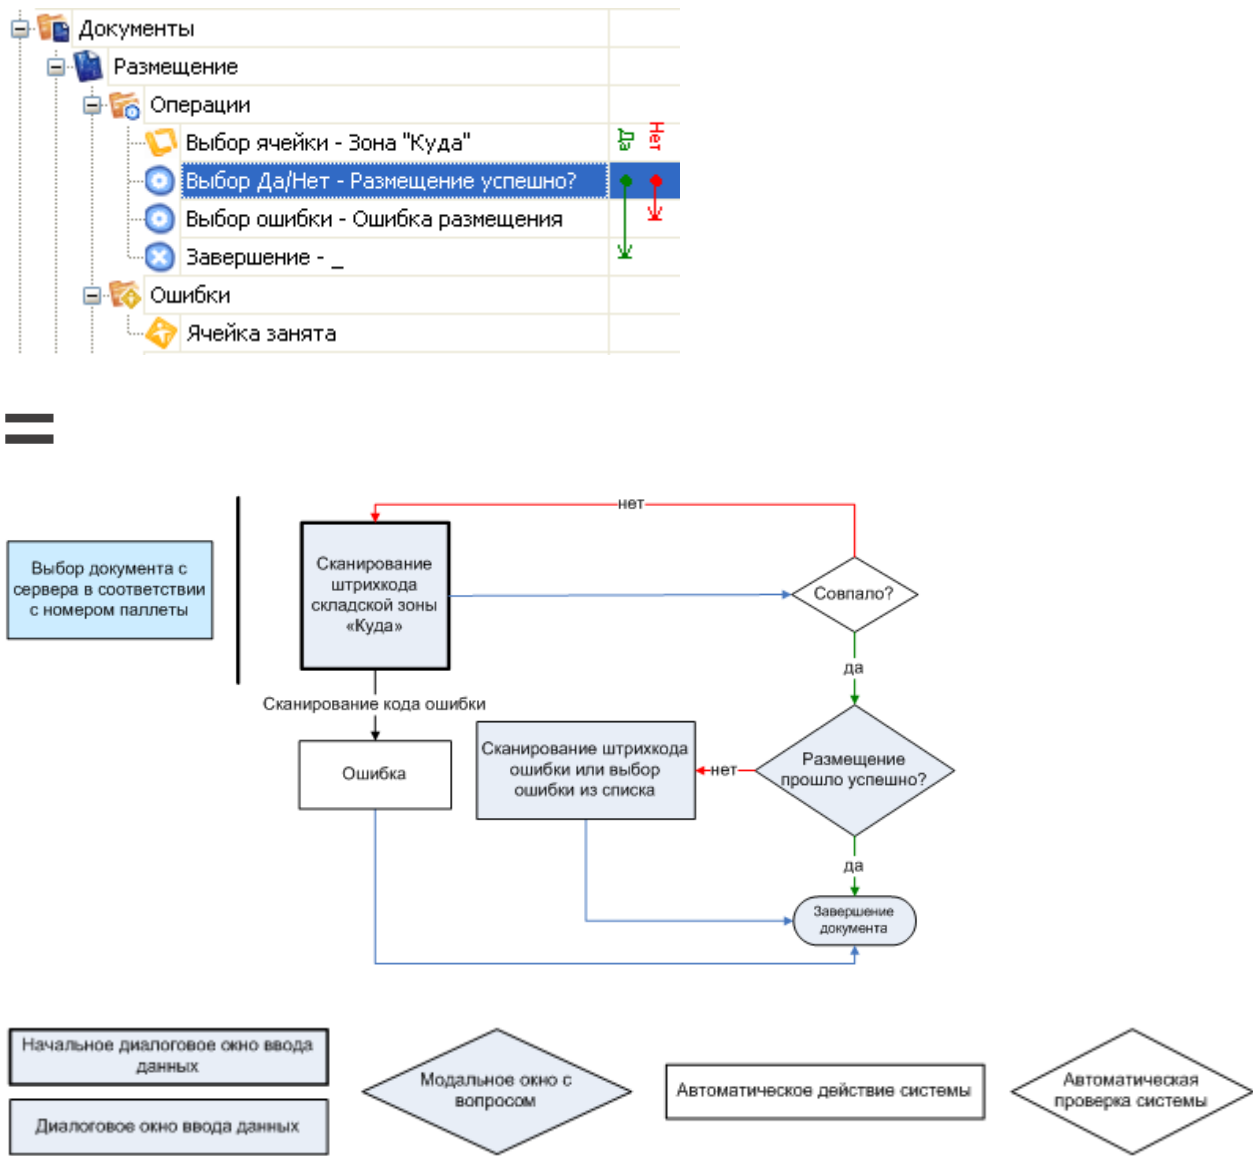 Документы
Размещение
Операции
Выбор ячейки - Зона "Куда"
Да
Нет
Выбор Да/Нет - Размещение успешно?
Выбор ошибки - Ошибка размещения
Завершение - _
Ошибки
Ячейка занята
=
нет
Выбор документа с
сервера в соответствии
с номером паллеты
Сканирование
штрихкода
складской зоны
«Куда»
Совпало?
да
Сканирование кода ошибки
Ошибка
Сканирование штрихкода
ошибки или выбор
ошибки из списка
нет
Размещение
прошло успешно?
да
Завершение
документа
Начальное диалоговое окно ввода
данных
Диалоговое окно ввода данных
Модальное окно с
вопросом
Автоматическое действие системы
Автоматическая
проверка системы